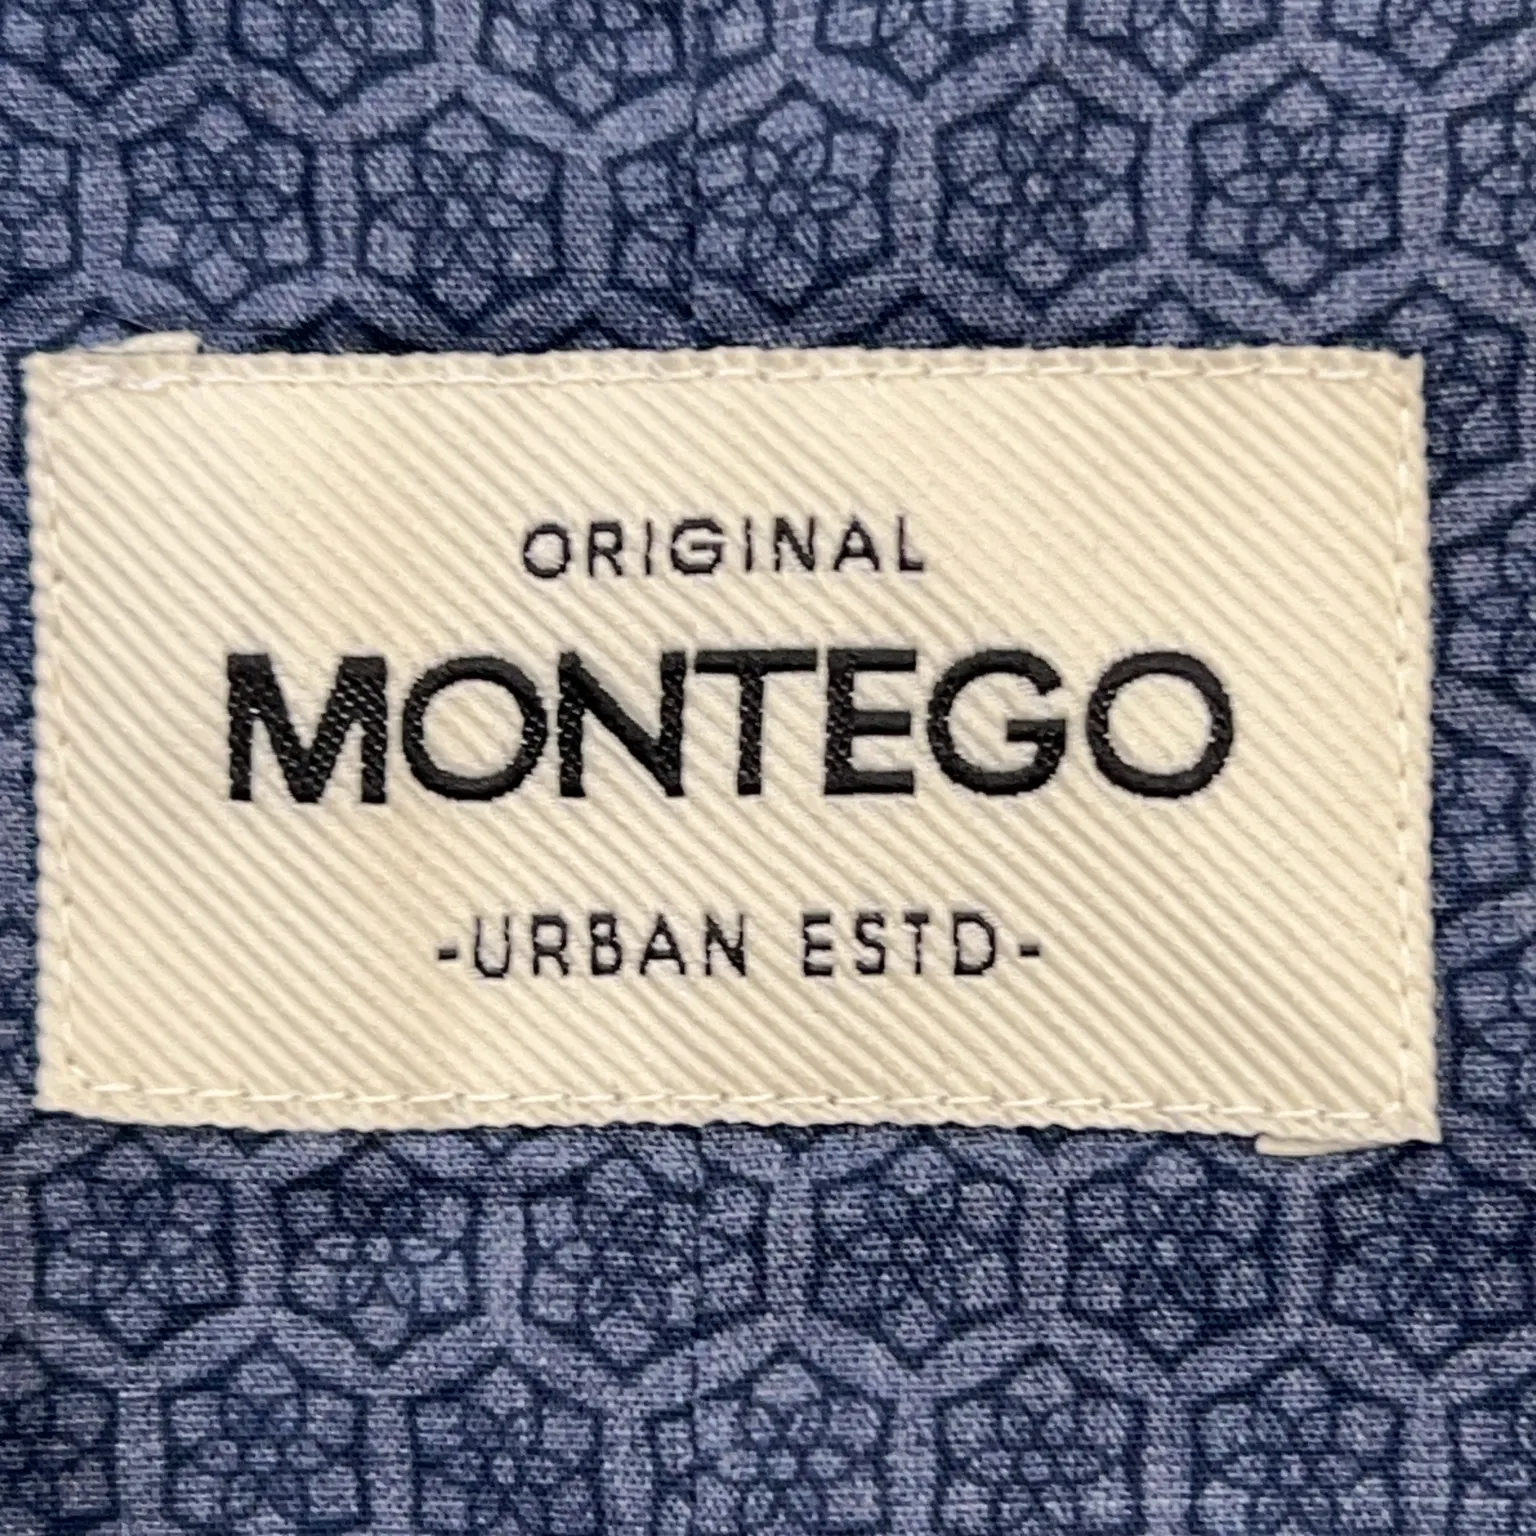 ORIGINAL
MONTEGO
-URBAN ESTD-